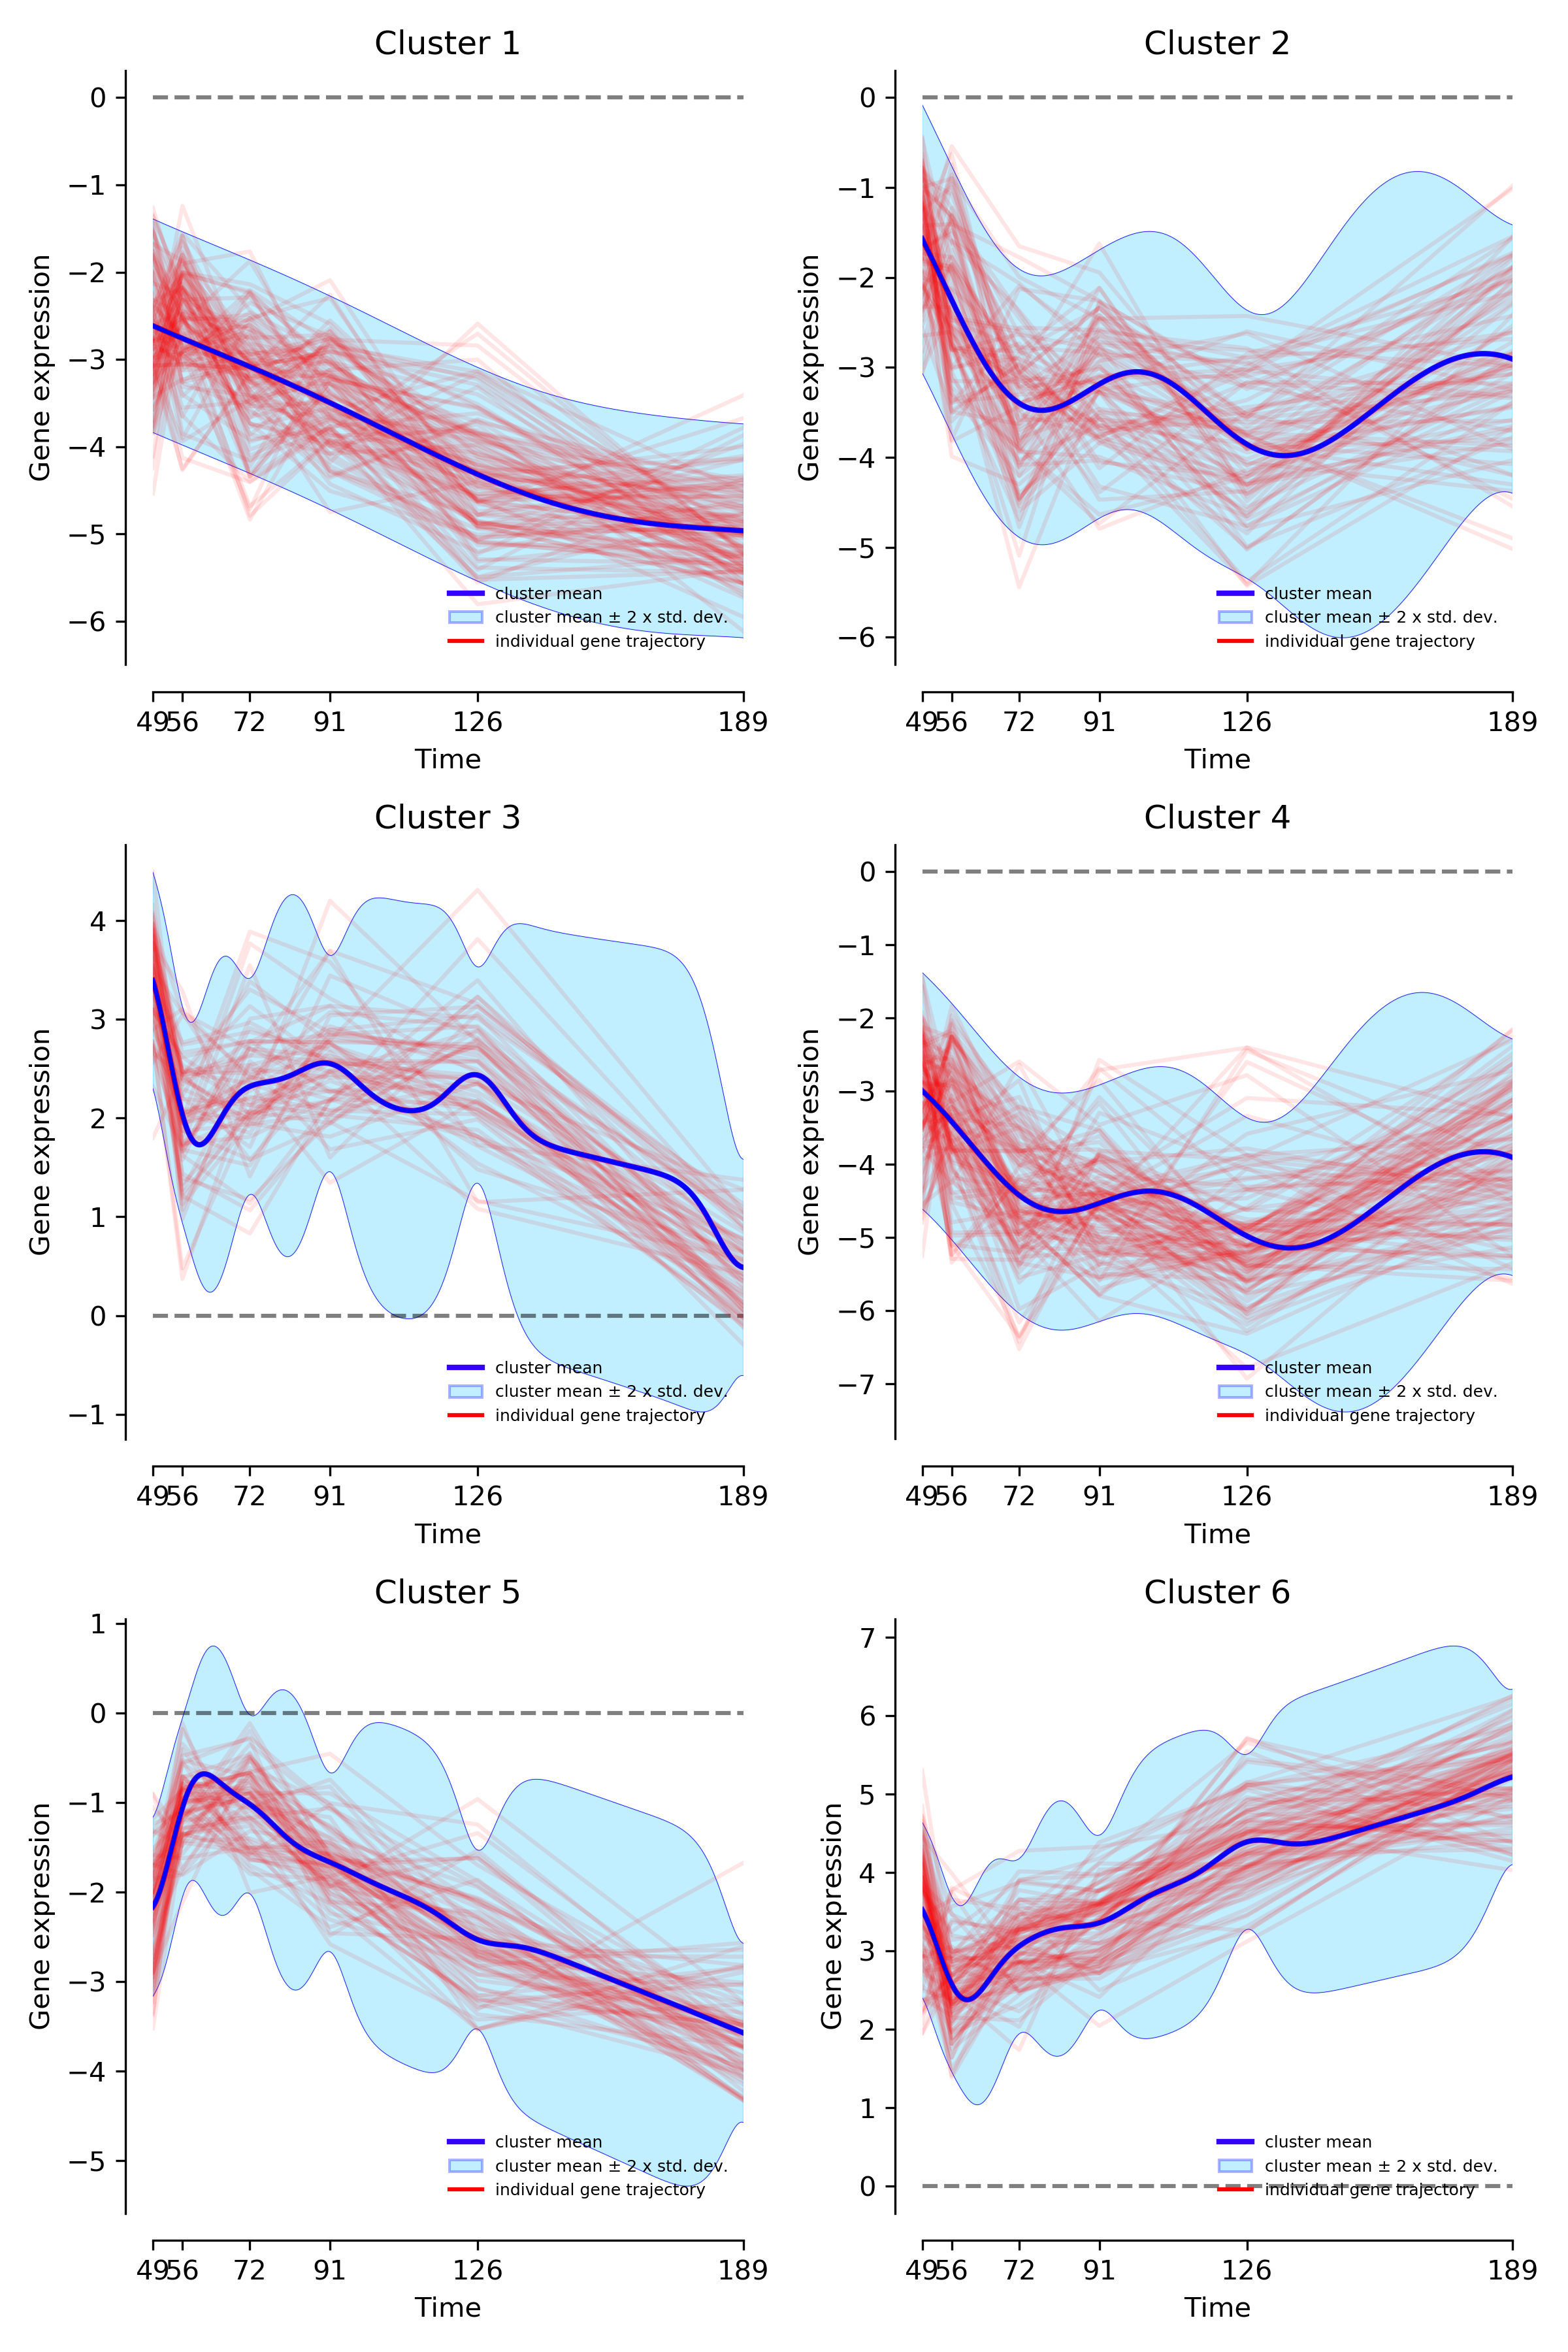 Cluster 1
Gene expression
0
−1
−2
−3
−4
−5
−6
cluster mean
cluster mean ± 2 x std. dev.
individual gene trajectory
49 56 72 91 126 189
Time
Cluster 2
Gene expression
0
−1
−2
−3
−4
−5
−6
cluster mean
cluster mean ± 2 x std. dev.
individual gene trajectory
49 56 72 91 126 189
Time
Cluster 3
Gene expression
4
3
2
1
0
−1
cluster mean
cluster mean ± 2 x std. dev.
individual gene trajectory
49 56 72 91 126 189
Time
Cluster 4
Gene expression
0
−1
−2
−3
−4
−5
−6
−7
cluster mean
cluster mean ± 2 x std. dev.
individual gene trajectory
49 56 72 91 126 189
Time
Cluster 5
Gene expression
1
0
−1
−2
−3
−4
−5
cluster mean
cluster mean ± 2 x std. dev.
individual gene trajectory
49 56 72 91 126 189
Time
Cluster 6
Gene expression
7
6
5
4
3
2
1
0
cluster mean
cluster mean ± 2 x std. dev.
individual gene trajectory
49 56 72 91 126 189
Time